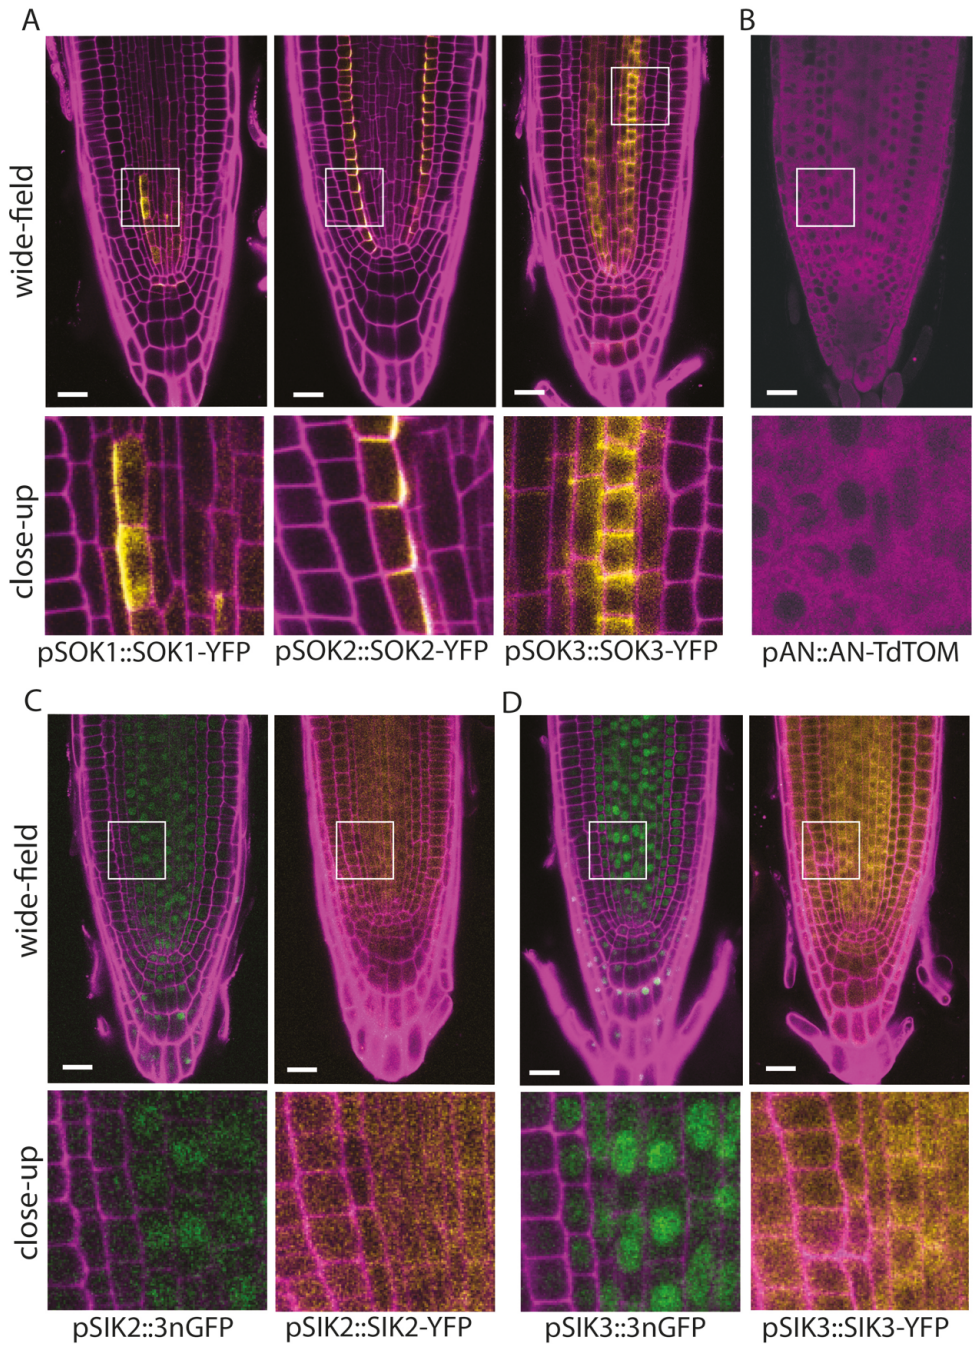 A
B
wide-field
close-up
pSOK1::SOK1-YFP
pSOK2::SOK2-YFP
pSOK3::SOK3-YFP
pAN::AN-TdTOM
C
D
wide-field
close-up
pSIK2::3nGFP
pSIK2::SIK2-YFP
pSIK3::3nGFP
pSIK3::SIK3-YFP